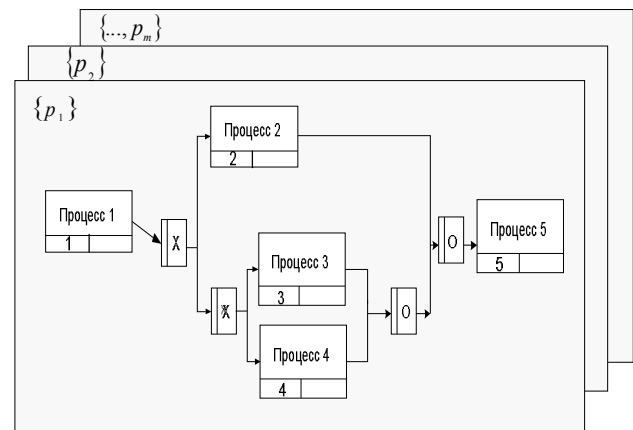 {..., pₘ}
{p₂}
{p₁}
Процесс 2
2
Процесс 1
1
X
O
Процесс 5
5
Процесс 3
3
X
O
Процесс 4
4